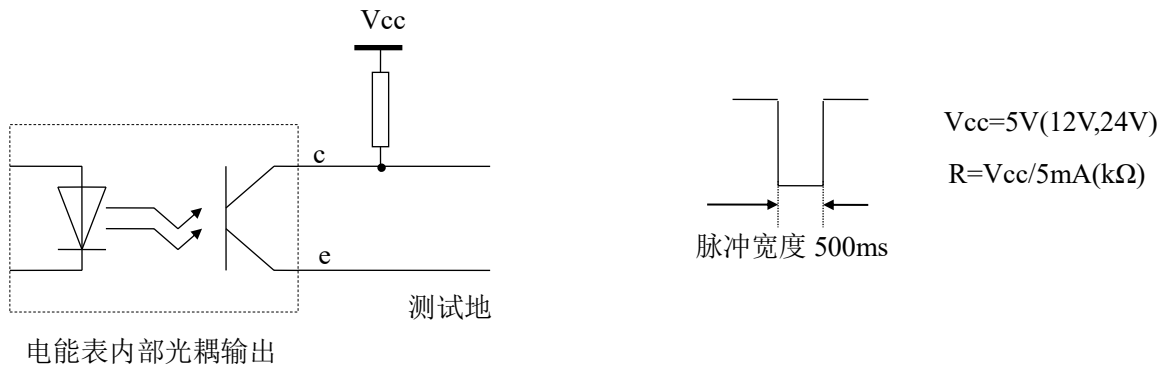 Vcc
c
e
测试地
电能表内部光耦输出
脉冲宽度 500ms
Vcc=5V(12V,24V)
R=Vcc/5mA(kΩ)